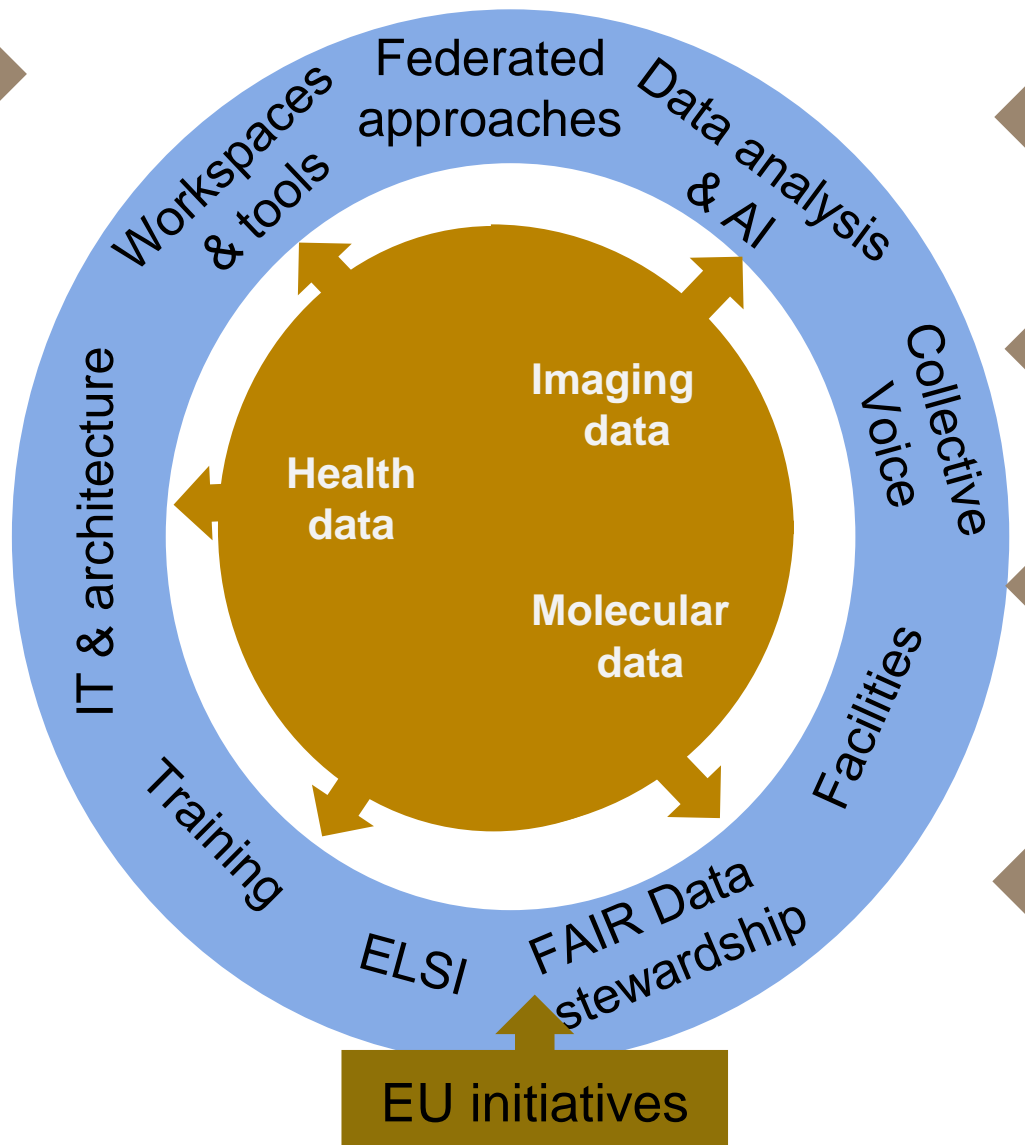 Federated
approaches
Data analysis
& AI
Collective
Voice
Facilities
FAIR Data
stewardship
ELSI
Training
IT & architecture
Workspaces
& tools
Imaging
data
Health
data
Molecular
data
EU initiatives